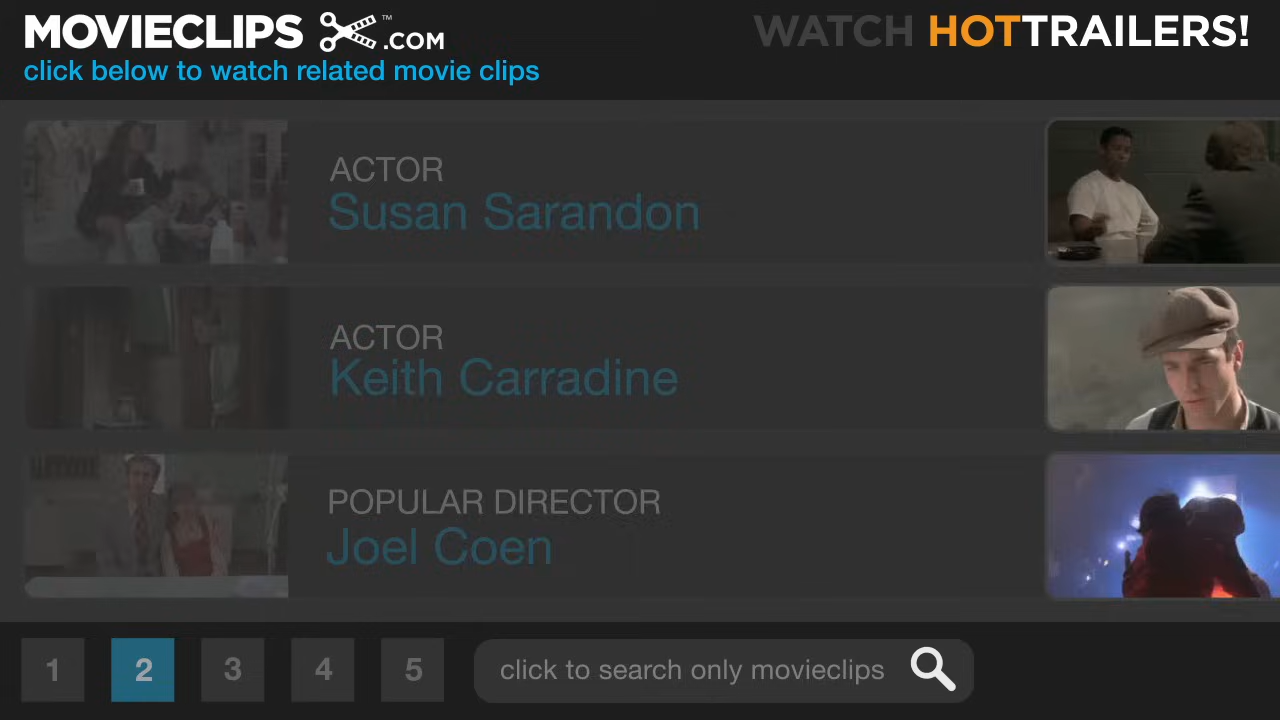 MOVIECLIPS ™ .COM
WATCH HOTTRAILERS!
click below to watch related movie clips
ACTOR
Susan Sarandon
ACTOR
Keith Carradine
POPULAR DIRECTOR
Joel Coen
1 2 3 4 5
click to search only movieclips